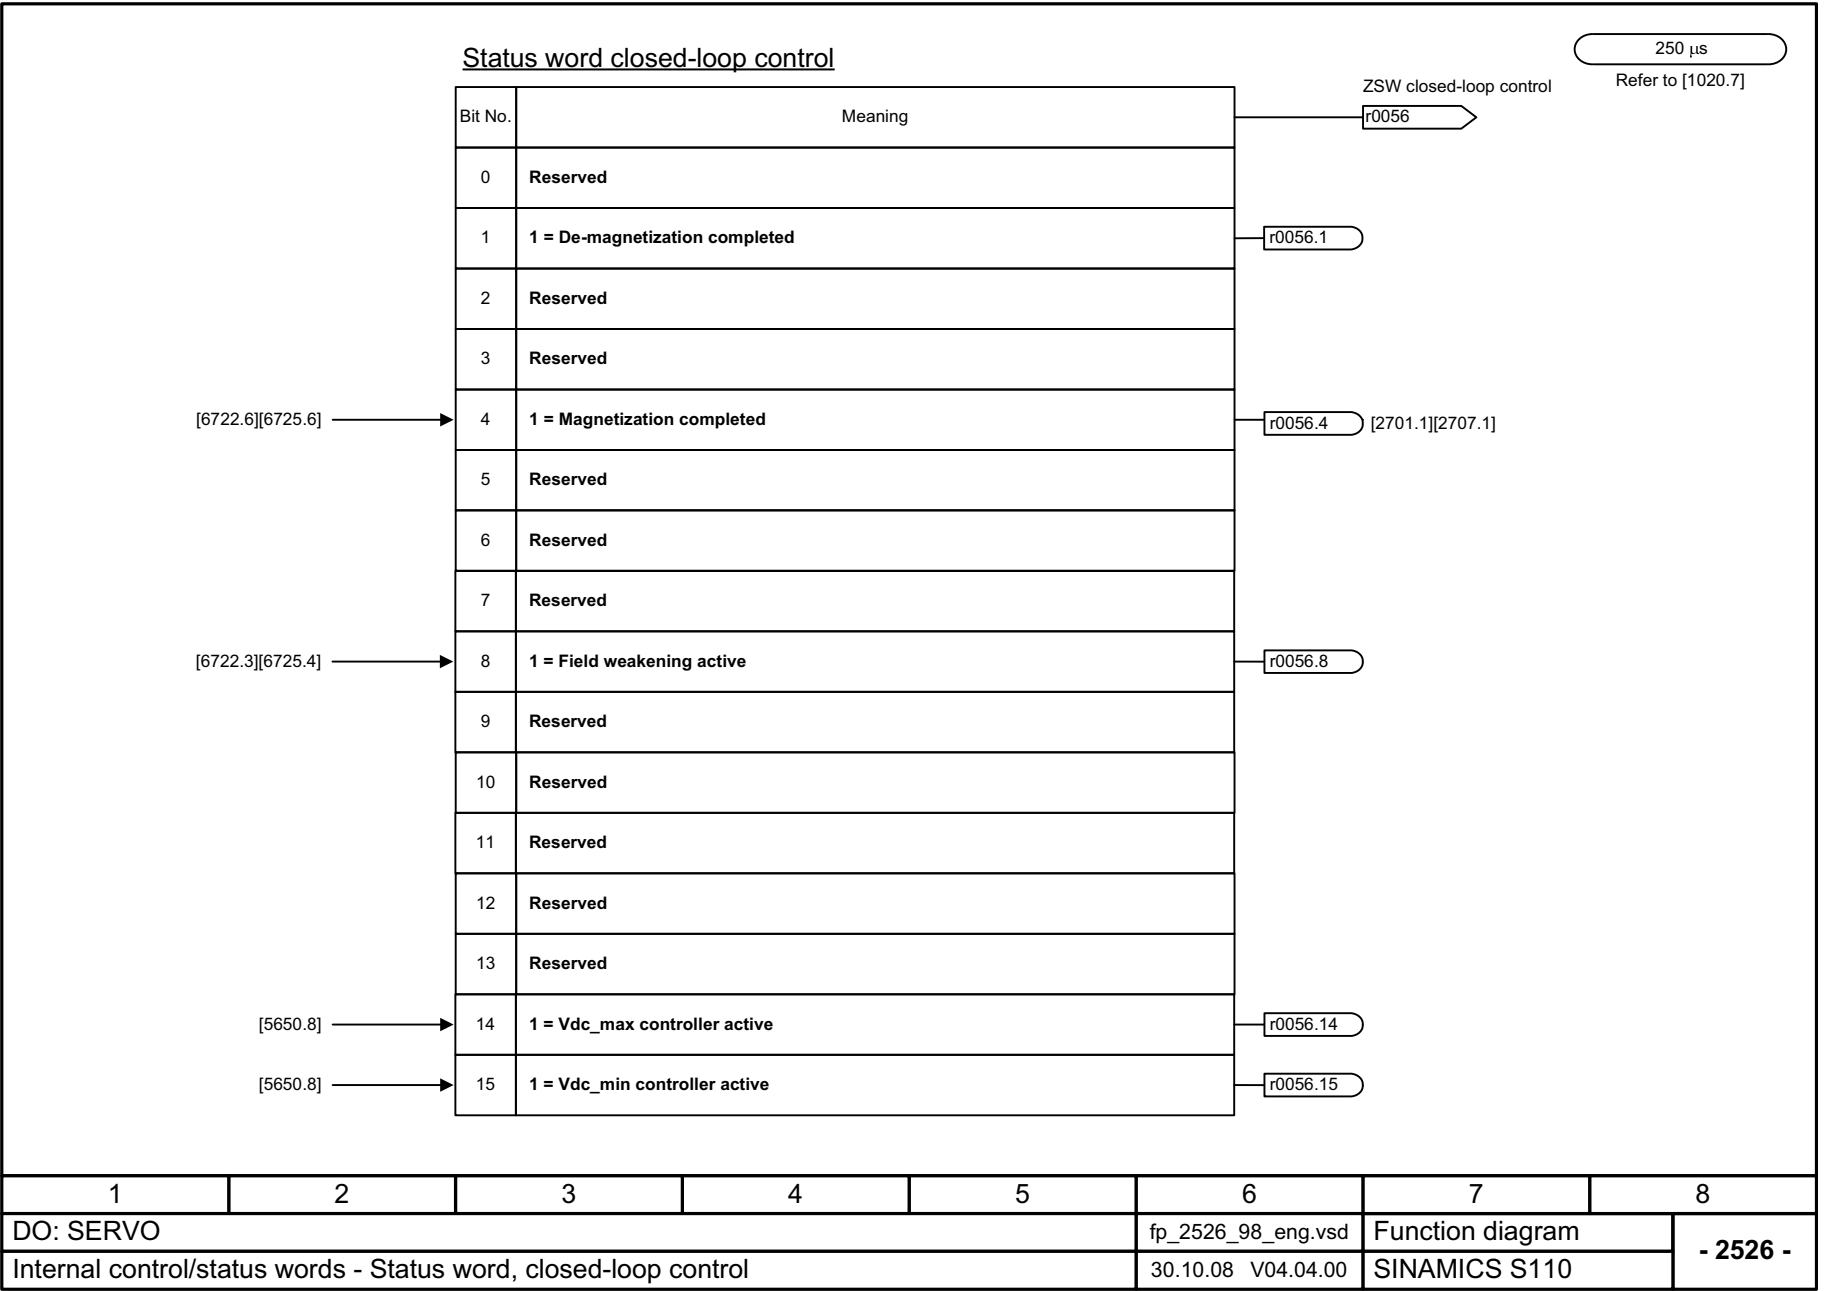 Status word closed-loop control
250 µs
Refer to [1020.7]
ZSW closed-loop control
Bit No. Meaning r0056
0 Reserved
1 1 = De-magnetization completed r0056.1
2 Reserved
3 Reserved
[6722.6][6725.6] 4 1 = Magnetization completed r0056.4 [2701.1][2707.1]
5 Reserved
6 Reserved
7 Reserved
[6722.3][6725.4] 8 1 = Field weakening active r0056.8
9 Reserved
10 Reserved
11 Reserved
12 Reserved
13 Reserved
[5650.8] 14 1 = Vdc_max controller active r0056.14
[5650.8] 15 1 = Vdc_min controller active r0056.15
1 2 3 4 5 6 7 8
DO: SERVO fp_2526_98_eng.vsd Function diagram
- 2526 -
Internal control/status words - Status word, closed-loop control 30.10.08 V04.04.00 SINAMICS S110